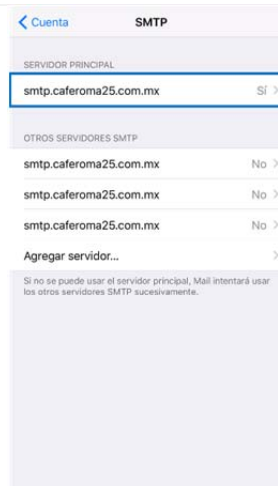 Cuenta SMTP
SERVIDOR PRINCIPAL
smtp.caferoma25.com.mx Sí
OTROS SERVIDORES SMTP
smtp.caferoma25.com.mx No
smtp.caferoma25.com.mx No
smtp.caferoma25.com.mx No
Agregar servidor...
Si no se puede usar el servidor principal, Mail intentará usar
los otros servidores SMTP sucesivamente.